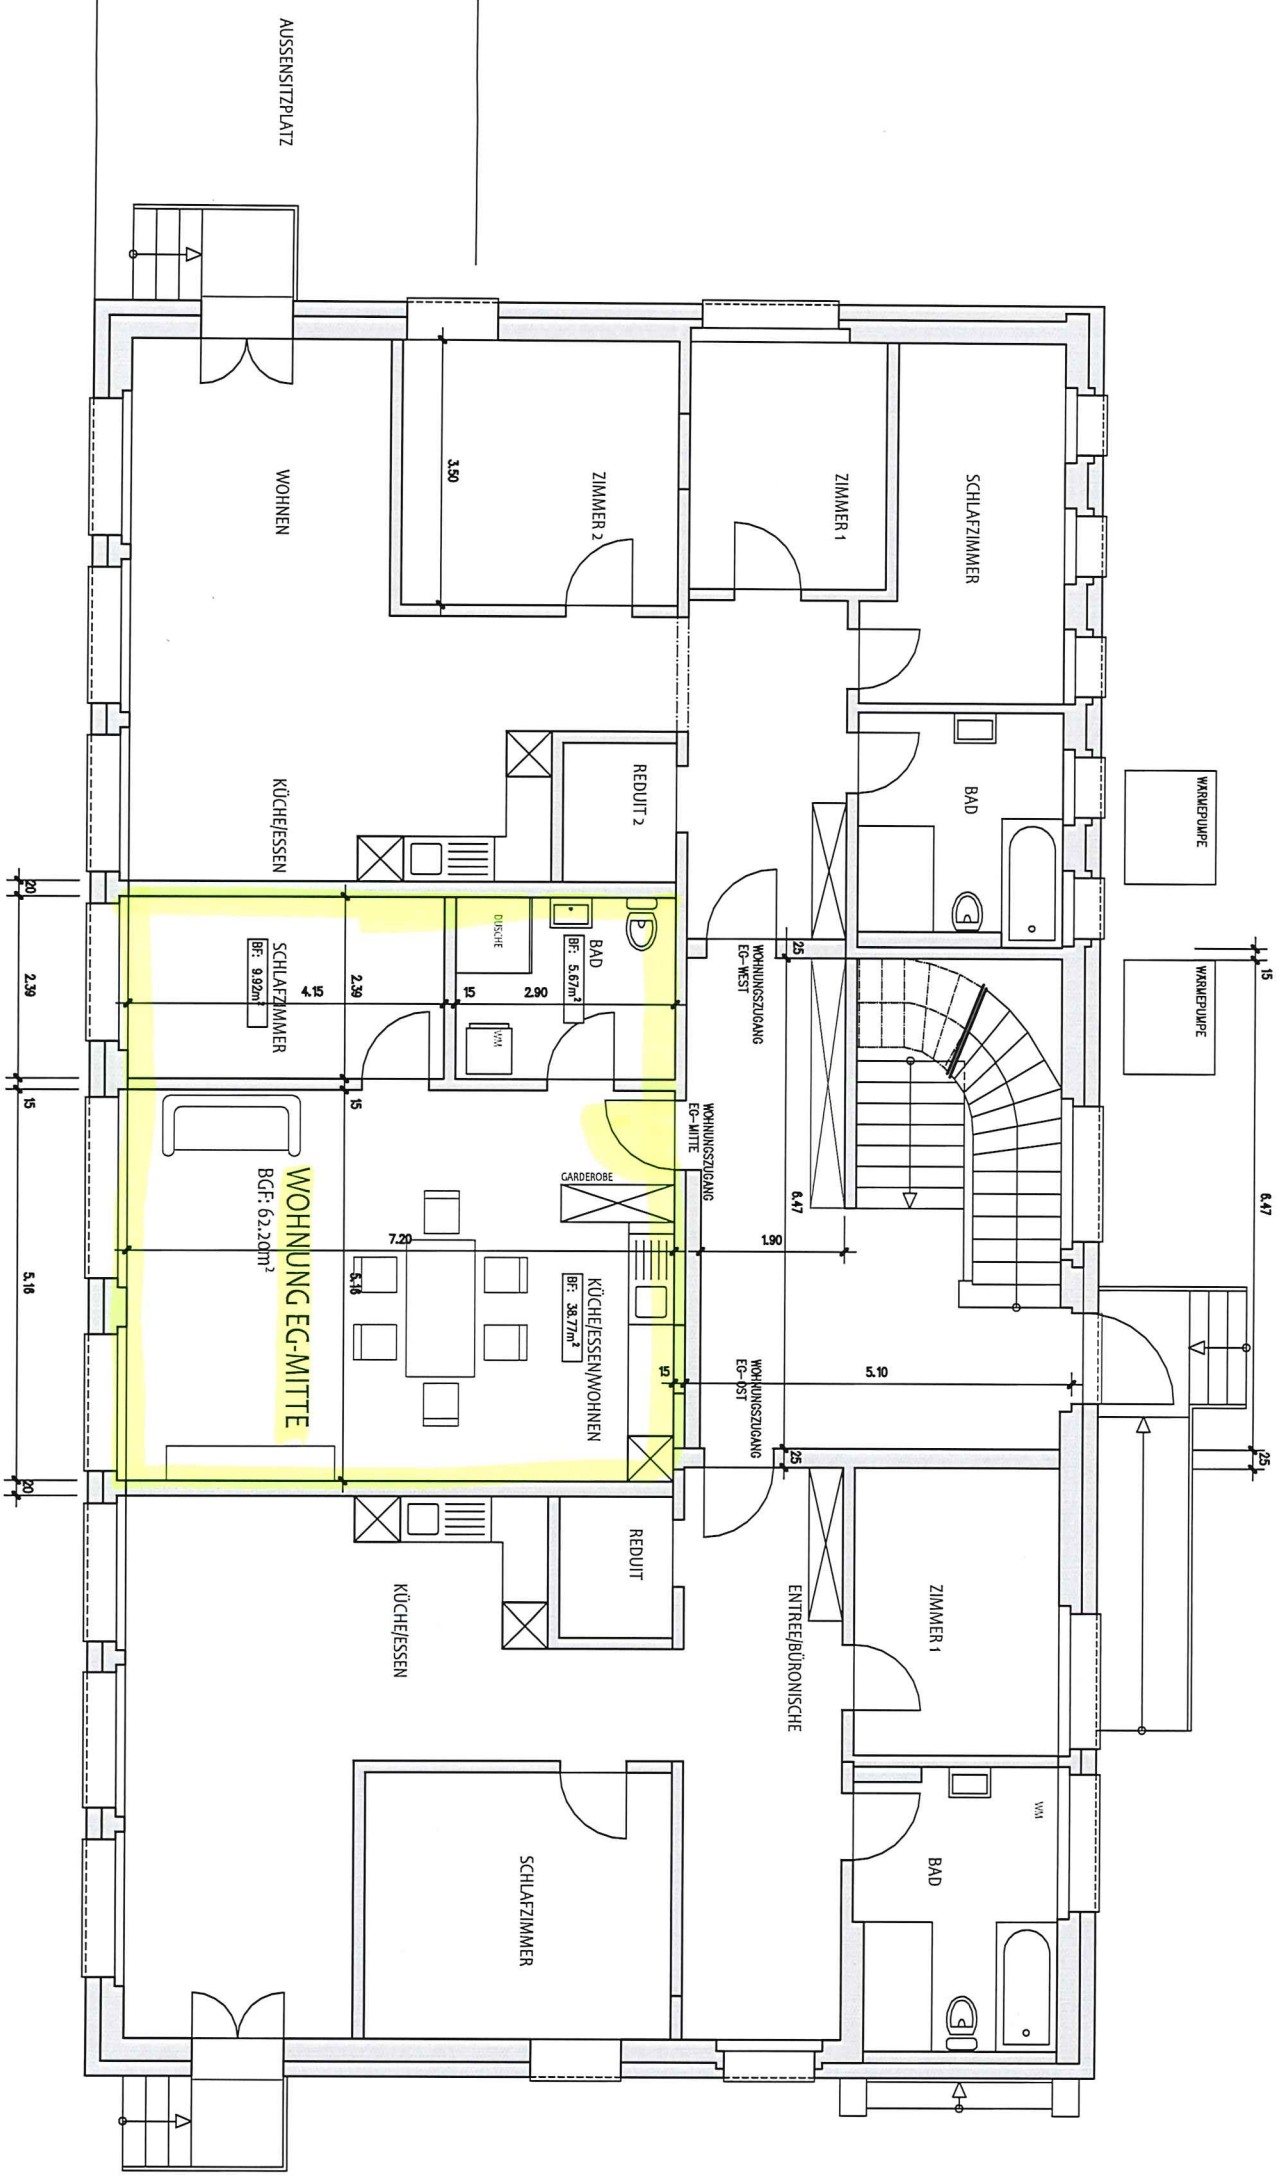 AUSSENSITZPLATZ
WÄRMEPUMPE
WÄRMEPUMPE
15
6.47
25
SCHLAFZIMMER
BAD
ZIMMER 1
ZIMMER 2
3.50
WOHNEN
KÜCHE/ESSEN
REDUIT 2
WOHNUNGSZUGANG
EG-WEST
25
6.47
25
1.90
5.10
15
WOHNUNGSZUGANG
EG-MITTE
WOHNUNGSZUGANG
EG-OST
DUSCHE
BAD
BF: 5.67m²
WM
2.90
15
4.15
2.39
SCHLAFZIMMER
BF: 9.92m²
15
GARDEROBE
7.20
5.16
KÜCHE/ESSEN/WOHNEN
BF: 38.77m²
WOHNUNG EG-MITTE
BGF: 62.20m²
20
2.39
15
5.16
20
REDUIT
KÜCHE/ESSEN
ENTREE/BÜRONISCHE
ZIMMER 1
WM
BAD
SCHLAFZIMMER